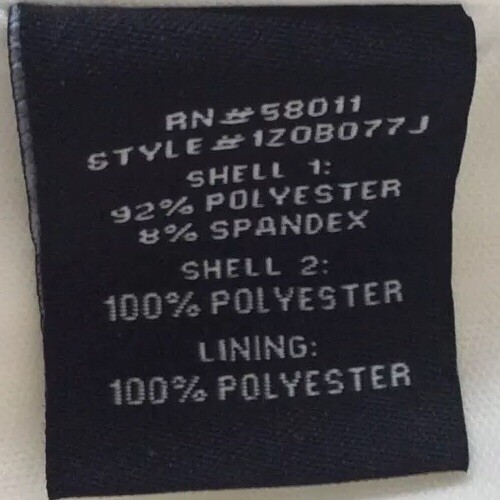 RN#58011
STYLE#1Z0B077J
SHELL 1:
92% POLYESTER
8% SPANDEX
SHELL 2:
100% POLYESTER
LINING:
100% POLYESTER